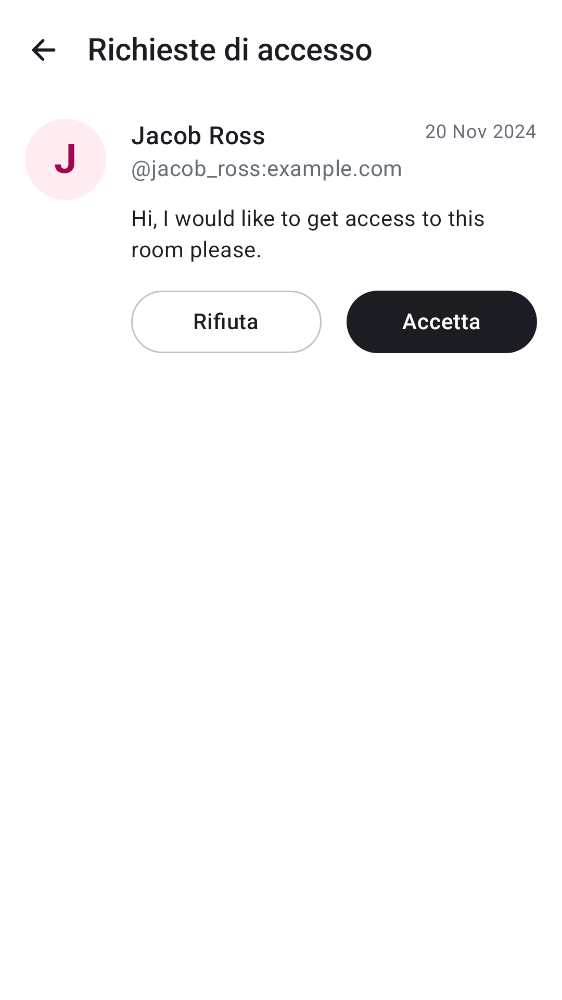 Richieste di accesso
J
Jacob Ross
20 Nov 2024
@jacob_ross:example.com
Hi, I would like to get access to this
room please.
Rifiuta
Accetta